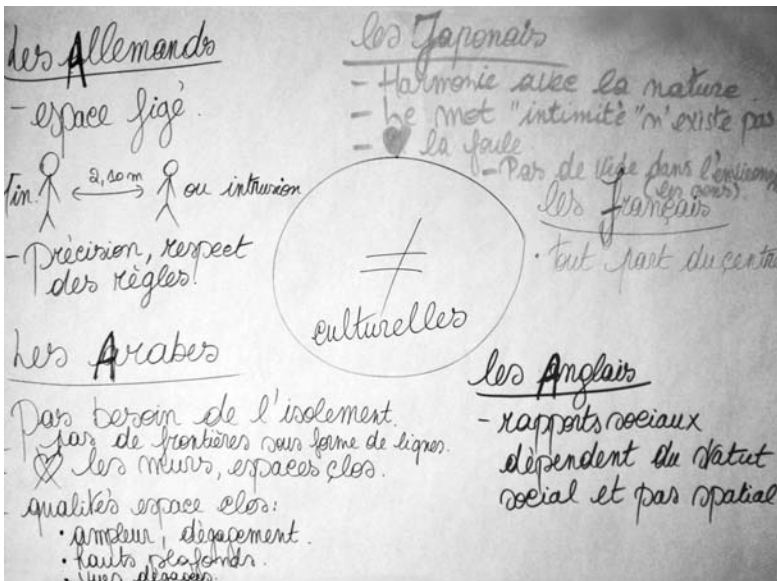 les Allemands
- espace figé.
2,10 m
ou intrusion
- Précision, respect
des règles.
les Japonais
- Harmonie avec la nature
- Le mot "intimité" n'existe pas
- ♥ la foule
- Pas de vide dans
(les gens).
les français
• tout part du centre
≠
culturelles
Les Arabes
Pas besoin de l'isolement.
- pas de frontières sous forme de lignes.
- ♡ les murs, espaces clos.
- qualités espace clos:
• ampleur, dégagement.
• hauts plafonds.
• vues
les Anglais
- rapports sociaux
dépendent du statut
social et pas spatial